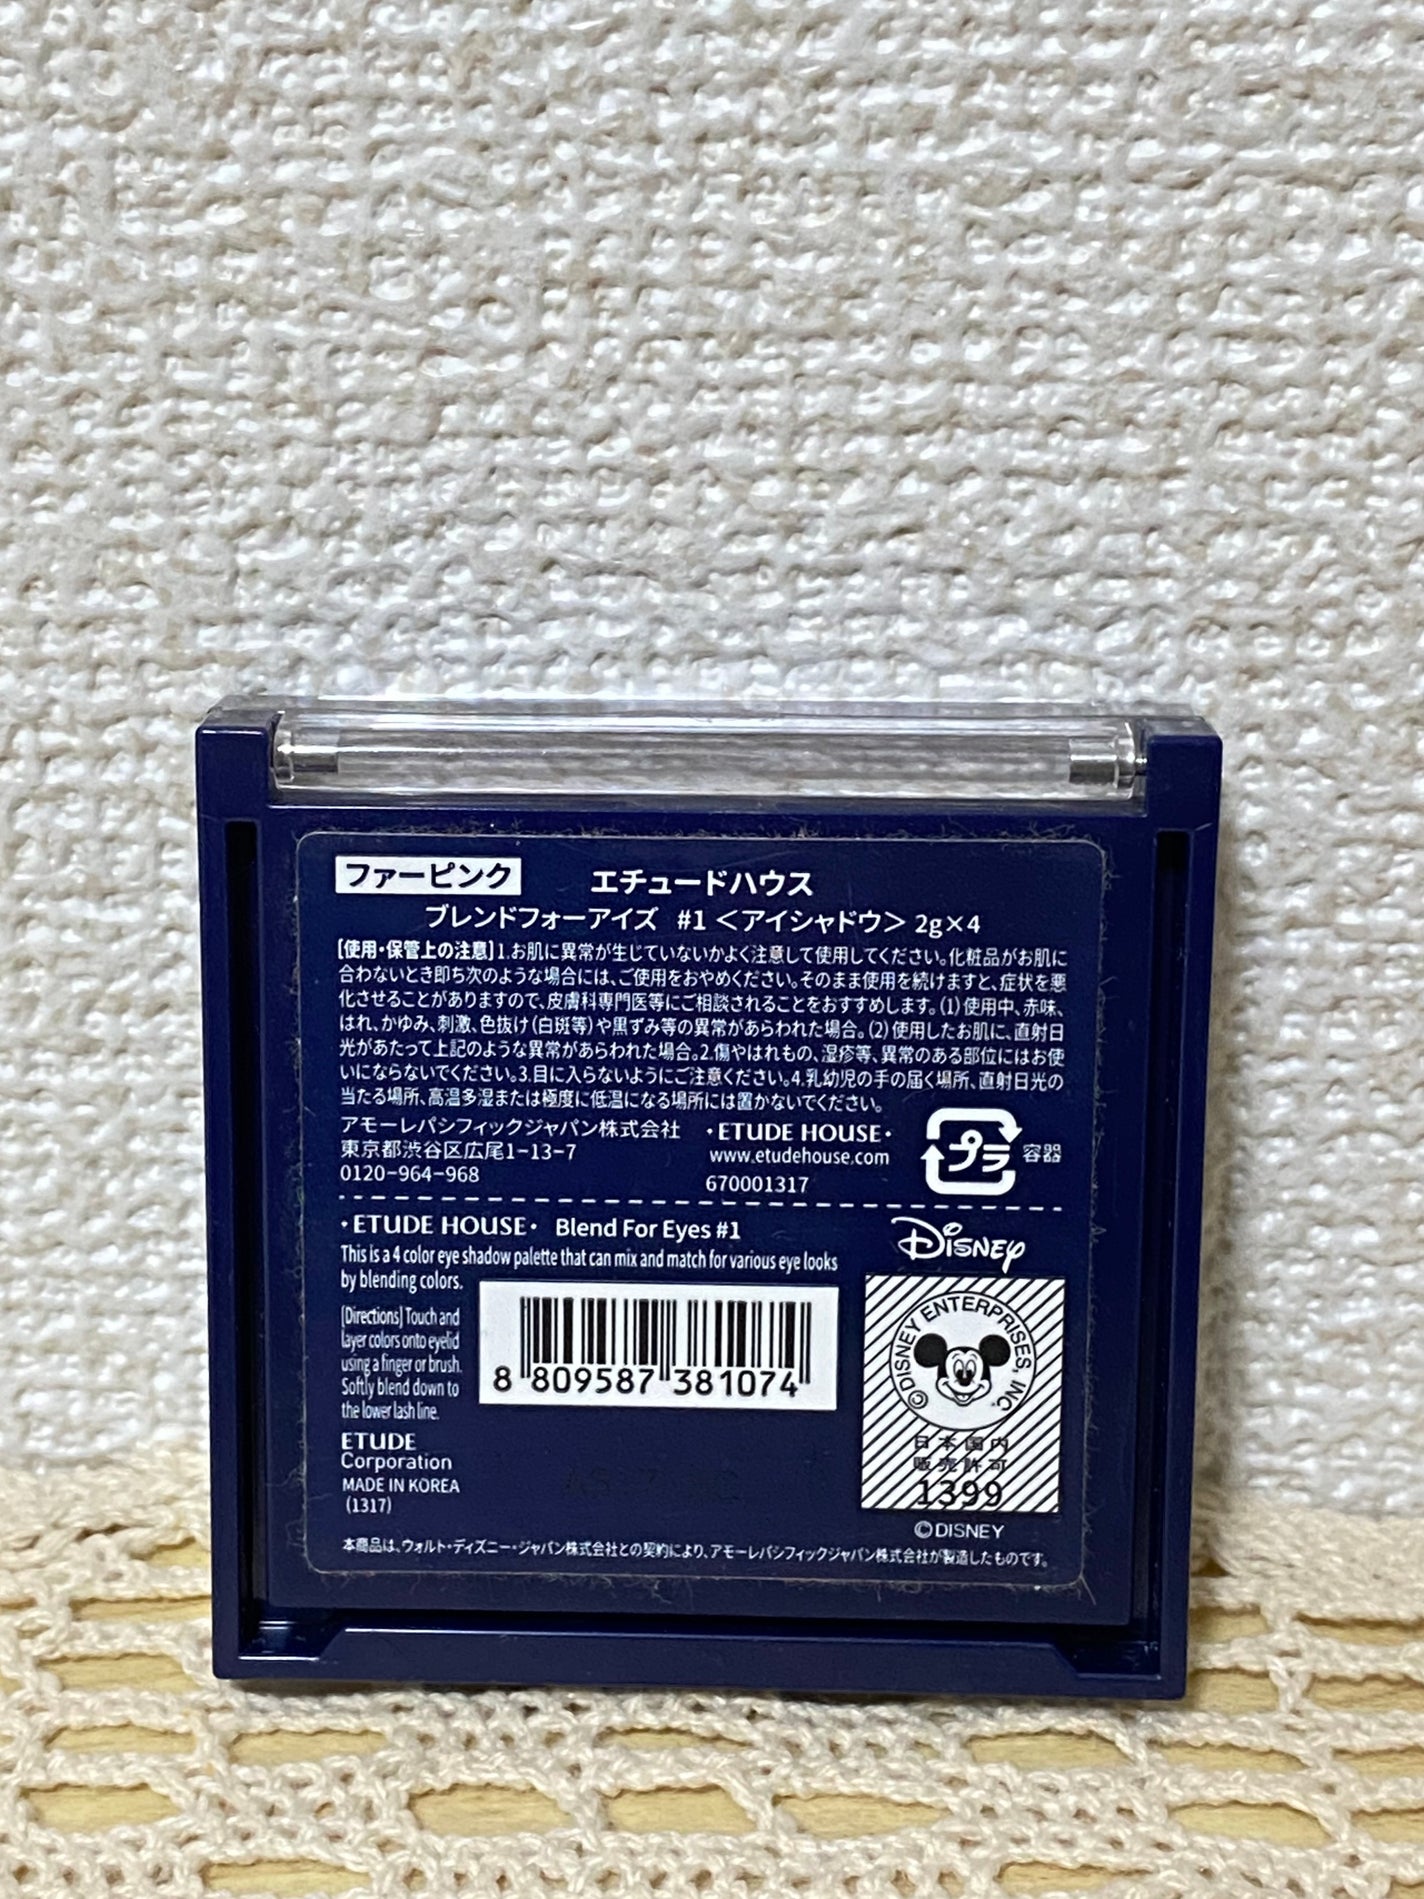 ファーピンク
エチュードハウス
ブレンドフォーアイズ #1 <アイシャドウ> 2g×4
[使用・保管上の注意]1.お肌に異常が生じていないかよく注意して使用してください。化粧品がお肌に
合わないとき即ち次のような場合には、ご使用をおやめください。そのまま使用を続けますと、症状を悪
化させることがありますので、皮膚科専門医等にご相談されることをおすすめします。(1)使用中、赤味、
はれ、かゆみ、刺激、色抜け(白斑等)や黒ずみ等の異常があらわれた場合。(2)使用したお肌に、直射日
光があたって上記のような異常があらわれた場合。2.傷やはれもの、湿疹等、異常のある部位にはお使
いにならないでください。3.目に入らないようにご注意ください。4.乳幼児の手の届く場所、直射日光の
当たる場所、高温多湿または極度に低温になる場所には置かないでください。
アモーレパシフィックジャパン株式会社
東京都渋谷区広尾1-13-7
0120-964-968
・ETUDE HOUSE・
www.etudehouse.com
670001317
プラ
容器
・ETUDE HOUSE・ Blend For Eyes #1
This is a 4 color eye shadow palette that can mix and match for various eye looks
by blending colors.
[Directions] Touch and
layer colors onto eyelid
using a finger or brush.
Softly blend down to
the lower lash line.
ETUDE
Corporation
MADE IN KOREA
(1317)
8 809587 381074
Disney
©DISNEY ENTERPRISES, INC.
日本国内
販売許可
1399
©DISNEY
本商品は、ウォルト・ディズニー・ジャパン株式会社との契約により、アモーレパシフィックジャパン株式会社が製造したものです。